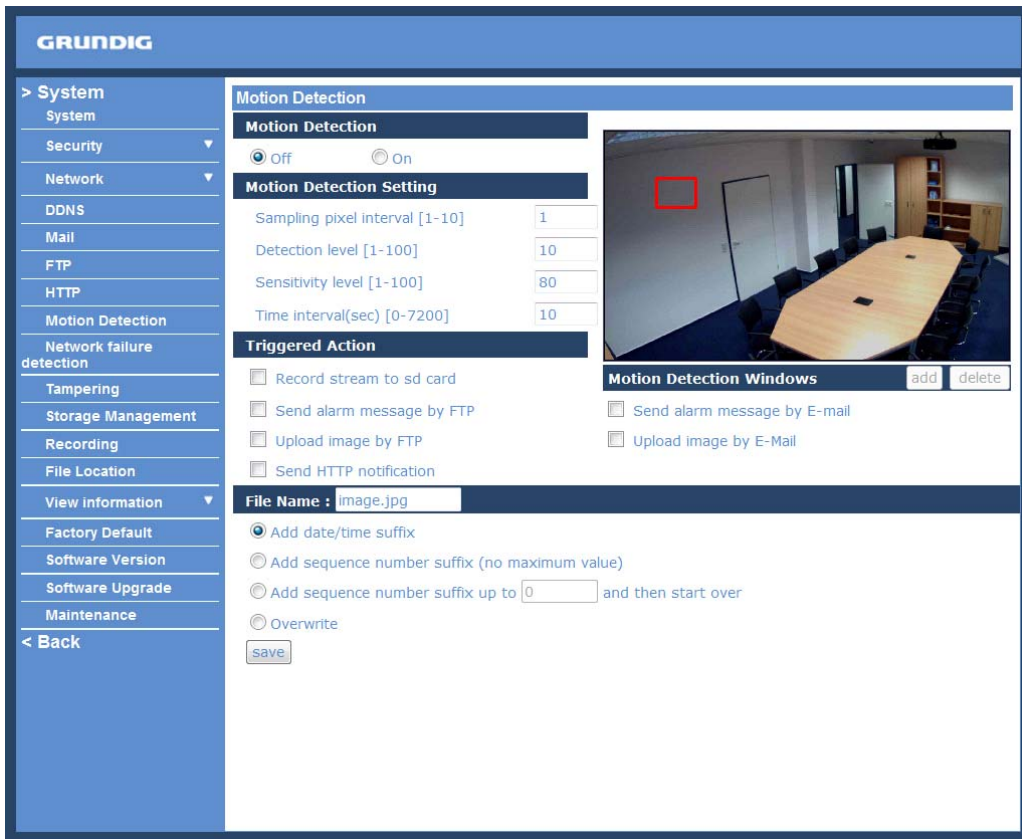 GRUNDIG
> System
System
Security
Network
DDNS
Mail
FTP
HTTP
Motion Detection
Network failure
detection
Tampering
Storage Management
Recording
File Location
View information
Factory Default
Software Version
Software Upgrade
Maintenance
< Back
Motion Detection
Motion Detection
Off On
Motion Detection Setting
Sampling pixel interval [1-10] 1
Detection level [1-100] 10
Sensitivity level [1-100] 80
Time interval(sec) [0-7200] 10
Triggered Action
Record stream to sd card
Send alarm message by FTP
Upload image by FTP
Send HTTP notification
Motion Detection Windows add delete
Send alarm message by E-mail
Upload image by E-Mail
File Name : image.jpg
Add date/time suffix
Add sequence number suffix (no maximum value)
Add sequence number suffix up to 0 and then start over
Overwrite
save